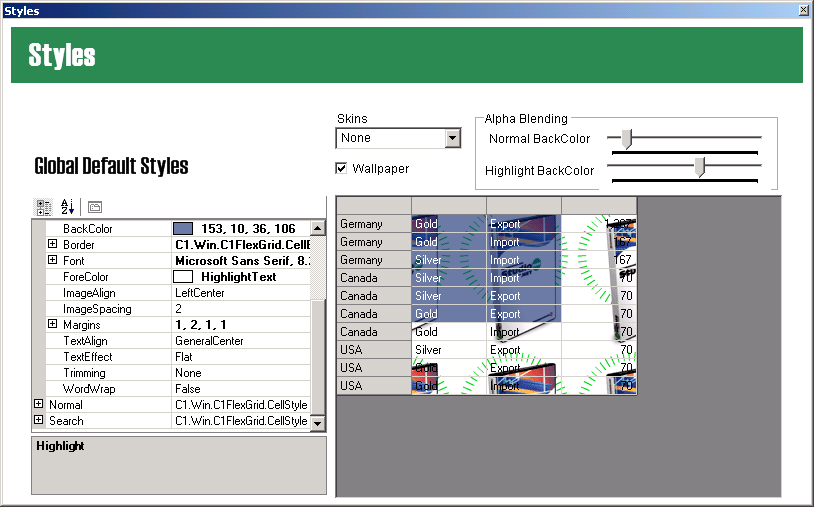 Styles
Styles
Skins
None
Wallpaper
Alpha Blending
Normal BackColor
Highlight BackColor
Global Default Styles
BackColor 153, 10, 36, 106
Border C1.Win.C1FlexGrid.CellB
Font Microsoft Sans Serif, 8.
ForeColor HighlightText
ImageAlign LeftCenter
ImageSpacing 2
Margins 1, 2, 1, 1
TextAlign GeneralCenter
TextEffect Flat
Trimming None
WordWrap False
Normal C1.Win.C1FlexGrid.CellStyle
Search C1.Win.C1FlexGrid.CellStyle
Highlight
Germany Gold Export
Germany Gold Import 167
Germany Silver Import 167
Canada Silver Import 70
Canada Silver Export 70
Canada Gold Export 70
Canada Gold Import 70
USA Silver Export 70
USA Gold Export 70
USA Gold Import 70